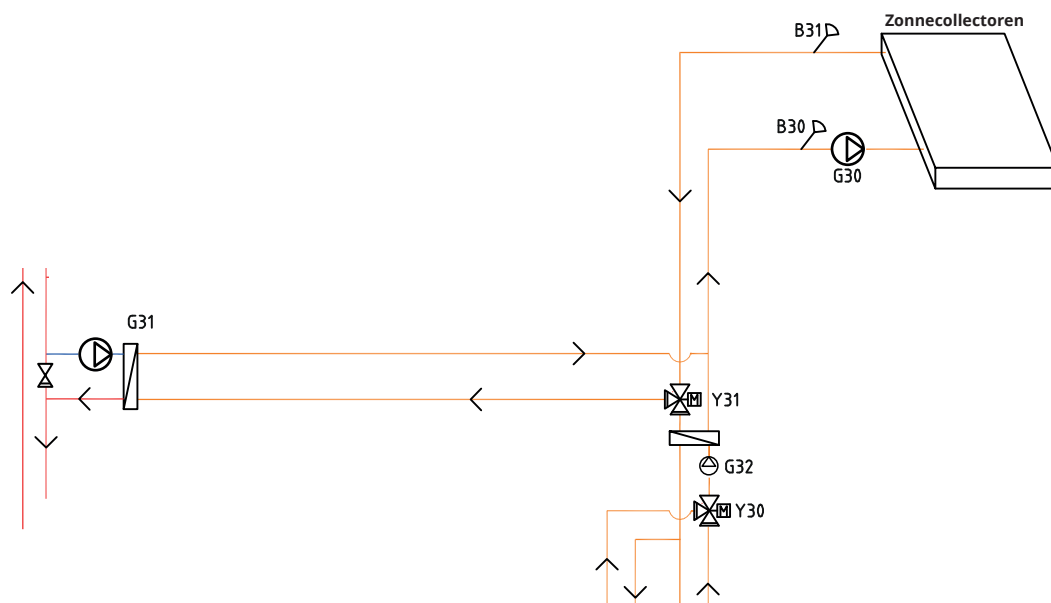 Zonnecollectoren
B31
B30
G30
G31
M Y31
G32
M Y30